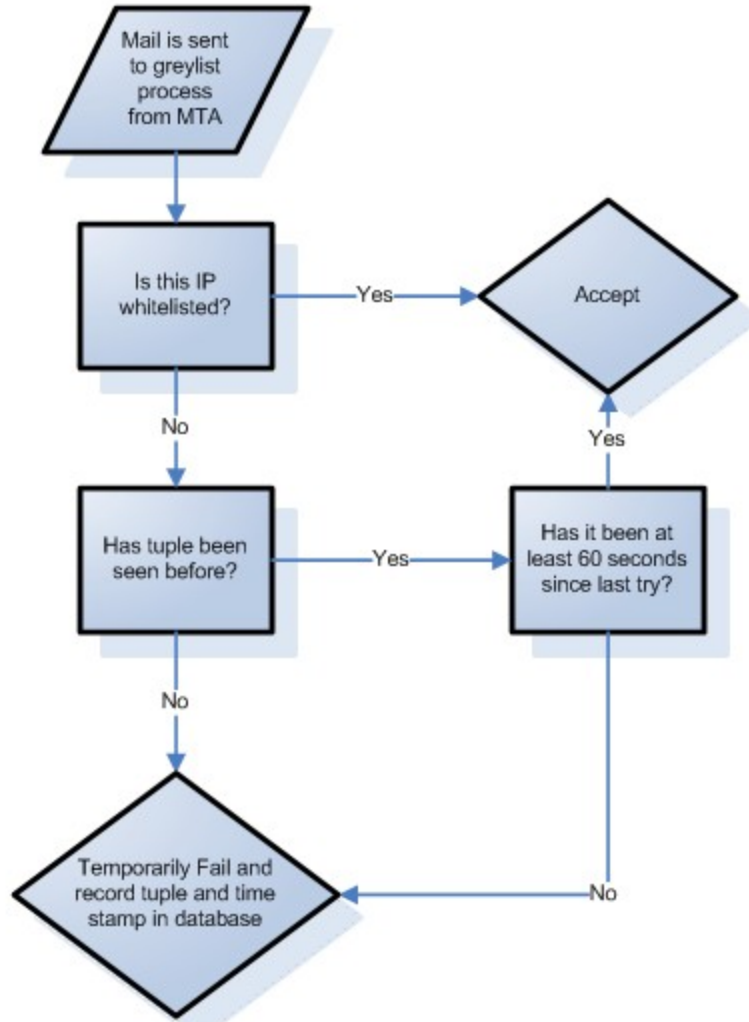 Mail is sent
to greylist
process
from MTA
Is this IP
whitelisted?
Yes
Accept
No
Yes
Has tuple been
seen before?
Yes
Has it been at
least 60 seconds
since last try?
No
Temporarily Fail and
record tuple and time
stamp in database
No